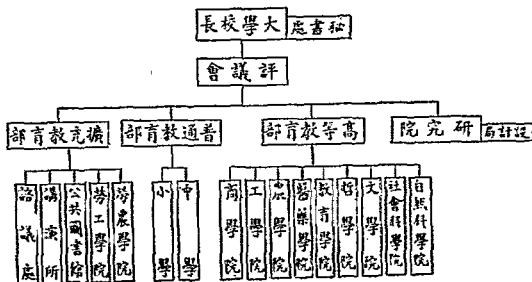 大學校長
秘書處
評議會
研究院
設計局
高等教育部
普通教育部
擴充教育部
自然科學院
社會科學院
文學院
哲學院
教育學院
醫藥學院
農學院
工學院
商學院
中學
小學
勞農學院
勞工學院
公共圖書館
講演所
諮議處